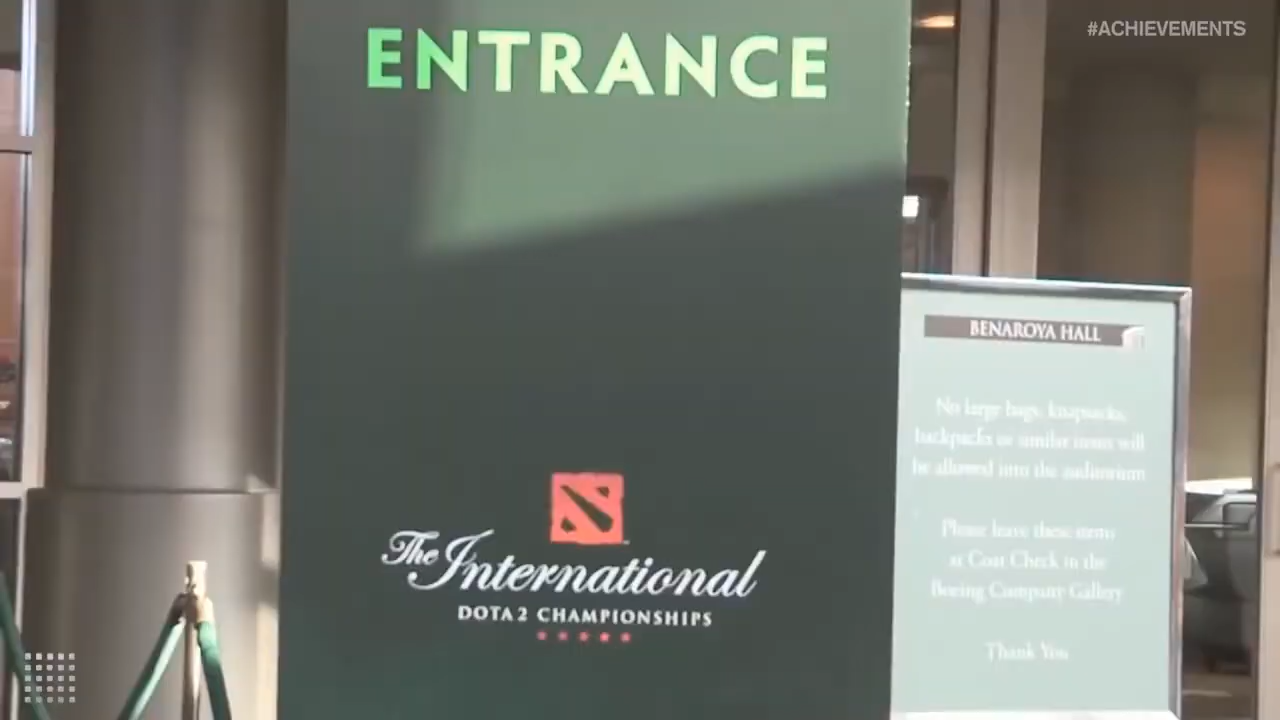 #ACHIEVEMENTS
ENTRANCE
The International
DOTA 2 CHAMPIONSHIPS
BENAROYA HALL
No large bags, knapsacks,
backpacks or similar items will
be allowed into the auditorium
Please leave these items
at Coat Check in the
Boeing Company Gallery
Thank You